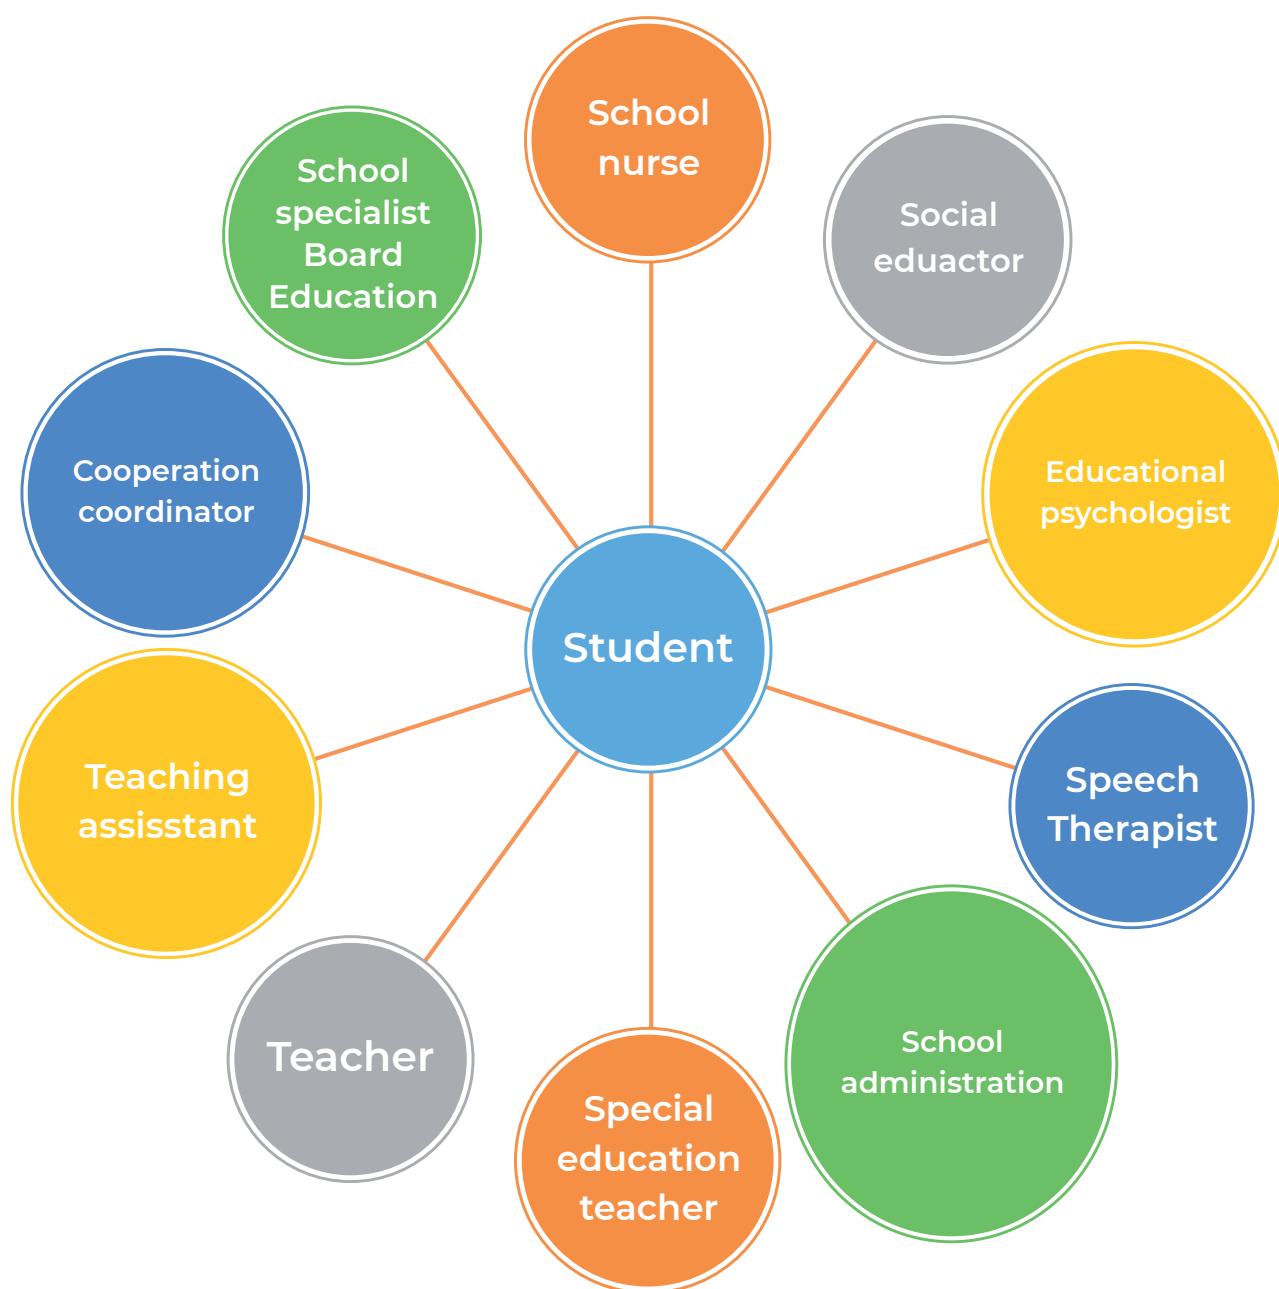 School
nurse
Social
eduactor
Educational
psychologist
Speech
Therapist
School
administration
Special
education
teacher
Teacher
Teaching
assisstant
Cooperation
coordinator
School
specialist
Board
Education
Student